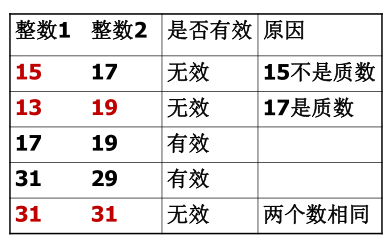 整数1 整数2 是否有效 原因
15 17 无效 15不是质数
13 19 无效 17是质数
17 19 有效
31 29 有效
31 31 无效 两个数相同